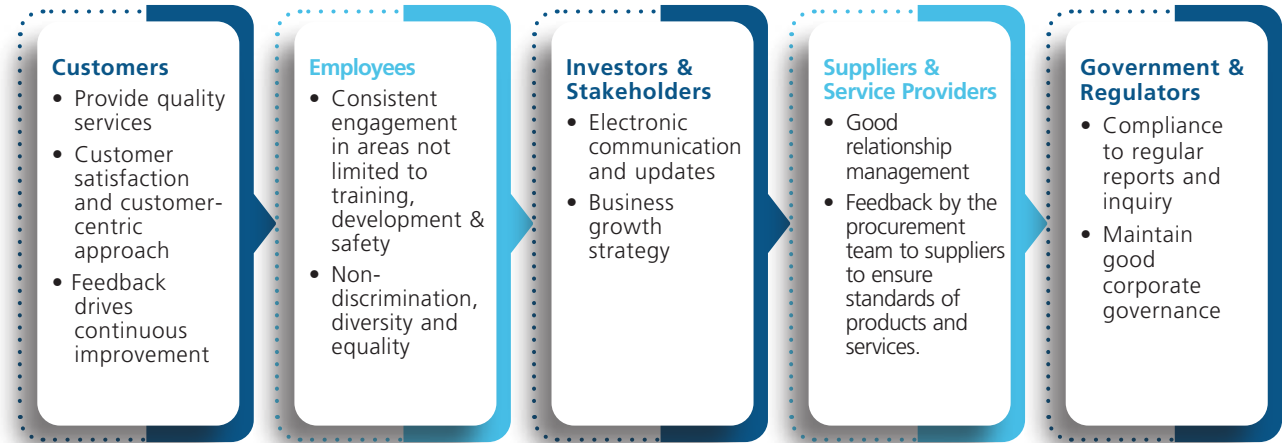 Customers
• Provide quality
services
• Customer
satisfaction
and customer-
centric
approach
• Feedback
drives
continuous
improvement
Employees
• Consistent
engagement
in areas not
limited to
training,
development &
safety
• Non-
discrimination,
diversity and
equality
Investors &
Stakeholders
• Electronic
communication
and updates
• Business
growth
strategy
Suppliers &
Service Providers
• Good
relationship
management
• Feedback by the
procurement
team to suppliers
to ensure
standards of
products and
services.
Government &
Regulators
• Compliance
to regular
reports and
inquiry
• Maintain
good
corporate
governance